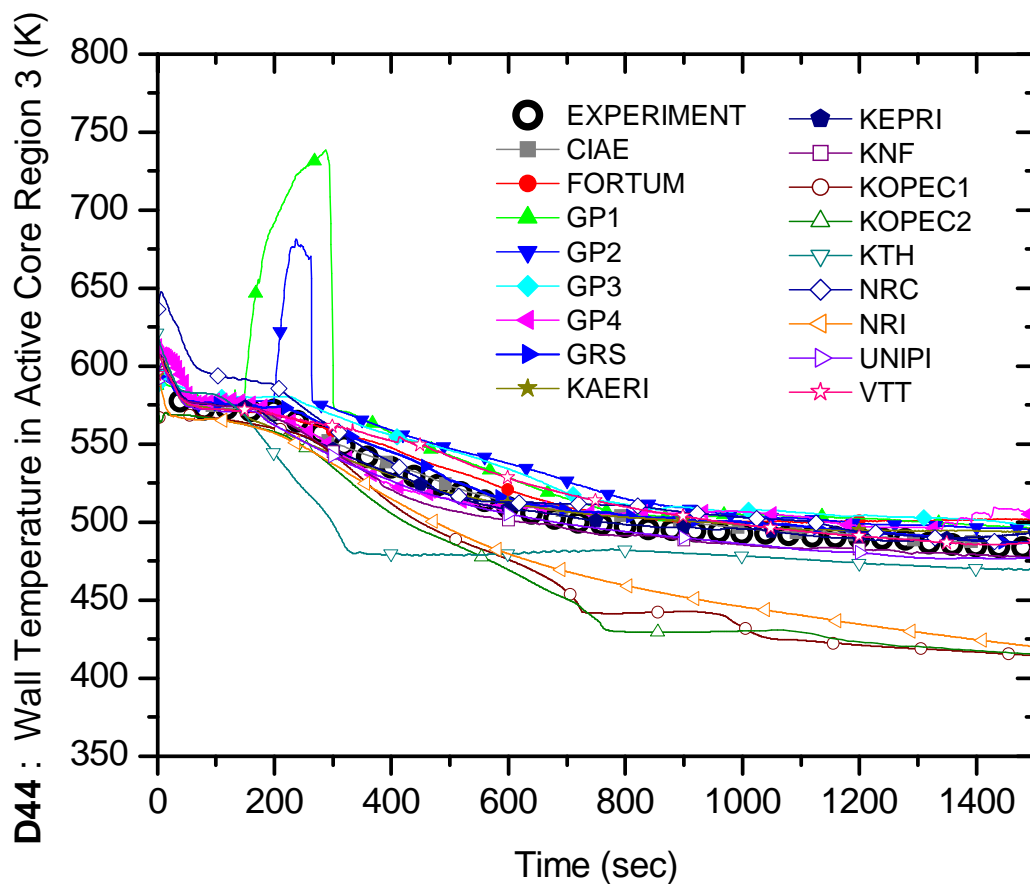 D44 : Wall Temperature in Active Core Region 3 (K)
800
750
700
650
600
550
500
450
400
350
EXPERIMENT
CIAE
FORTUM
GP1
GP2
GP3
GP4
GRS
KAERI
KEPRI
KNF
KOPEC1
KOPEC2
KTH
NRC
NRI
UNIPI
VTT
0 200 400 600 800 1000 1200 1400
Time (sec)